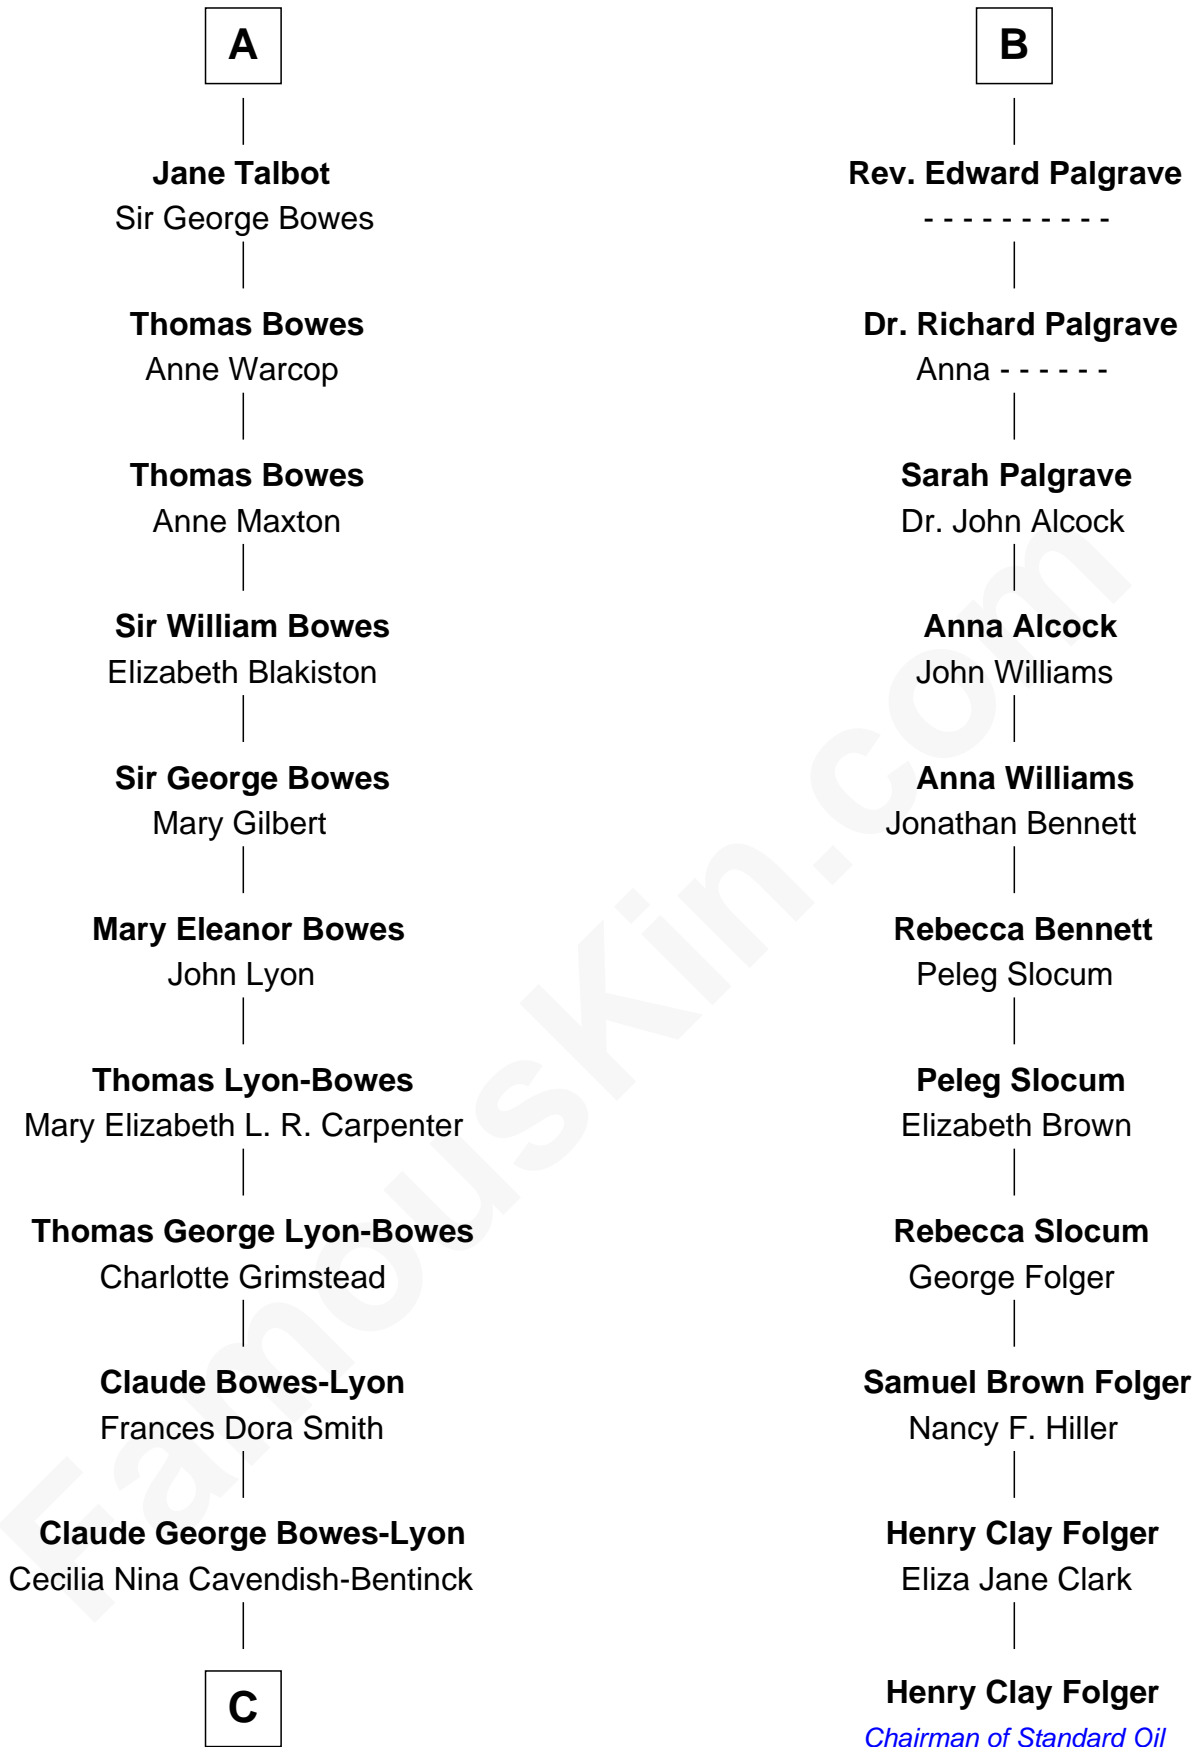 A
Jane Talbot
Sir George Bowes
Thomas Bowes
Anne Warcop
Thomas Bowes
Anne Maxton
Sir William Bowes
Elizabeth Blakiston
Sir George Bowes
Mary Gilbert
Mary Eleanor Bowes
John Lyon
Thomas Lyon-Bowes
Mary Elizabeth L. R. Carpenter
Thomas George Lyon-Bowes
Charlotte Grimstead
Claude Bowes-Lyon
Frances Dora Smith
Claude George Bowes-Lyon
Cecilia Nina Cavendish-Bentinck
C
B
Rev. Edward Palgrave
- - - - - - - - - -
Dr. Richard Palgrave
Anna - - - - - -
Sarah Palgrave
Dr. John Alcock
Anna Alcock
John Williams
Anna Williams
Jonathan Bennett
Rebecca Bennett
Peleg Slocum
Peleg Slocum
Elizabeth Brown
Rebecca Slocum
George Folger
Samuel Brown Folger
Nancy F. Hiller
Henry Clay Folger
Eliza Jane Clark
Henry Clay Folger
Chairman of Standard Oil
FamousKin.com